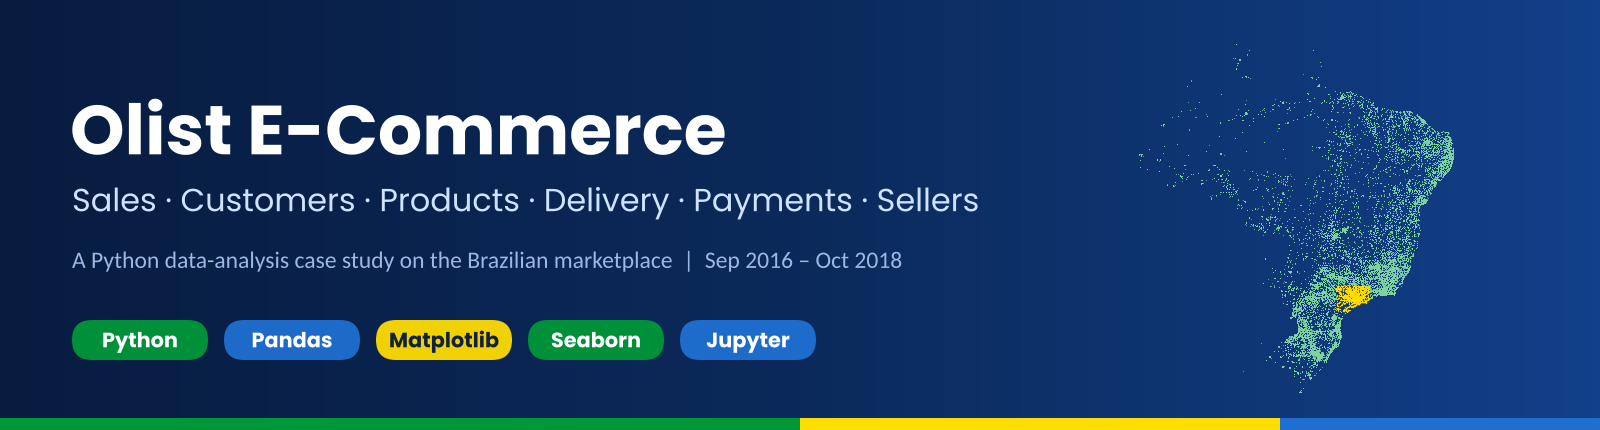 Olist E-Commerce
Sales · Customers · Products · Delivery · Payments · Sellers
A Python data-analysis case study on the Brazilian marketplace | Sep 2016 – Oct 2018
Python Pandas Matplotlib Seaborn Jupyter